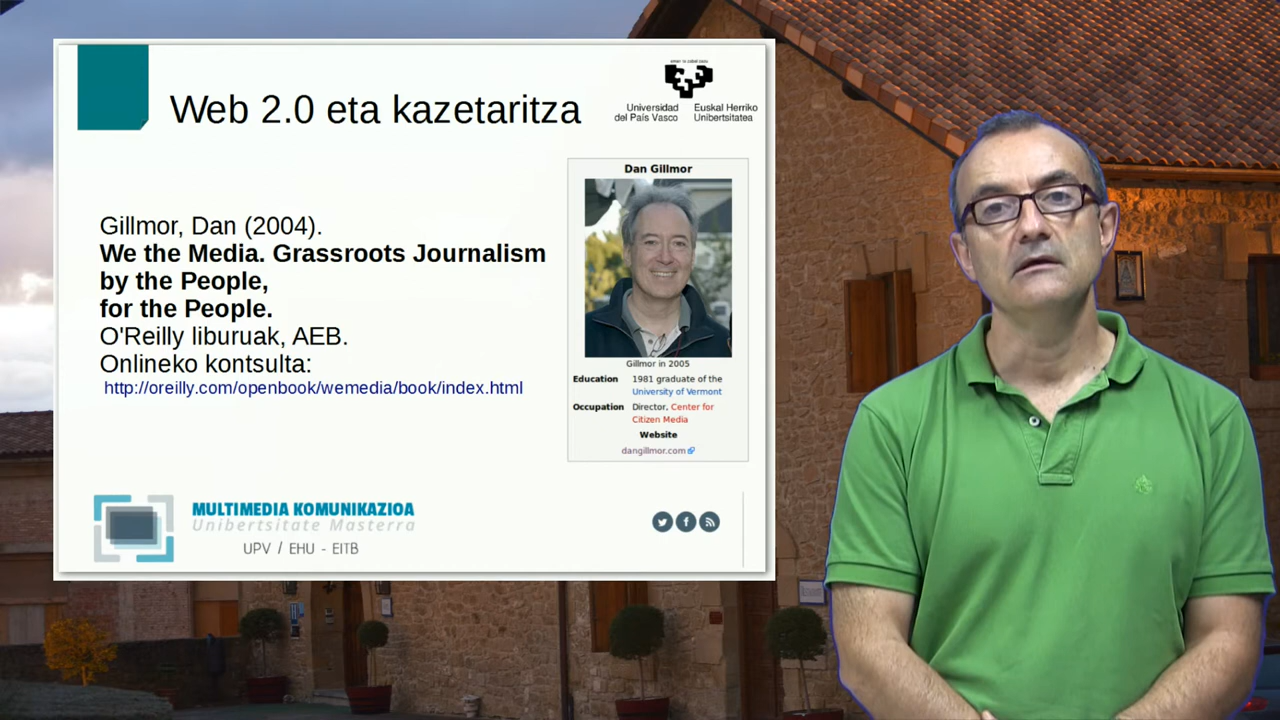 Web 2.0 eta kazetaritza
Universidad del País Vasco
Euskal Herriko Unibertsitatea
Gillmor, Dan (2004).
We the Media. Grassroots Journalism
by the People,
for the People.
O'Reilly liburuak, AEB.
Onlineko kontsulta:
http://oreilly.com/openbook/wemedia/book/index.html
Dan Gillmor
Gillmor in 2005
Education 1981 graduate of the
University of Vermont
Occupation Director, Center for
Citizen Media
Website
dangillmor.com
MULTIMEDIA KOMUNIKAZIOA
Unibertsitate Masterra
UPV / EHU - EITB